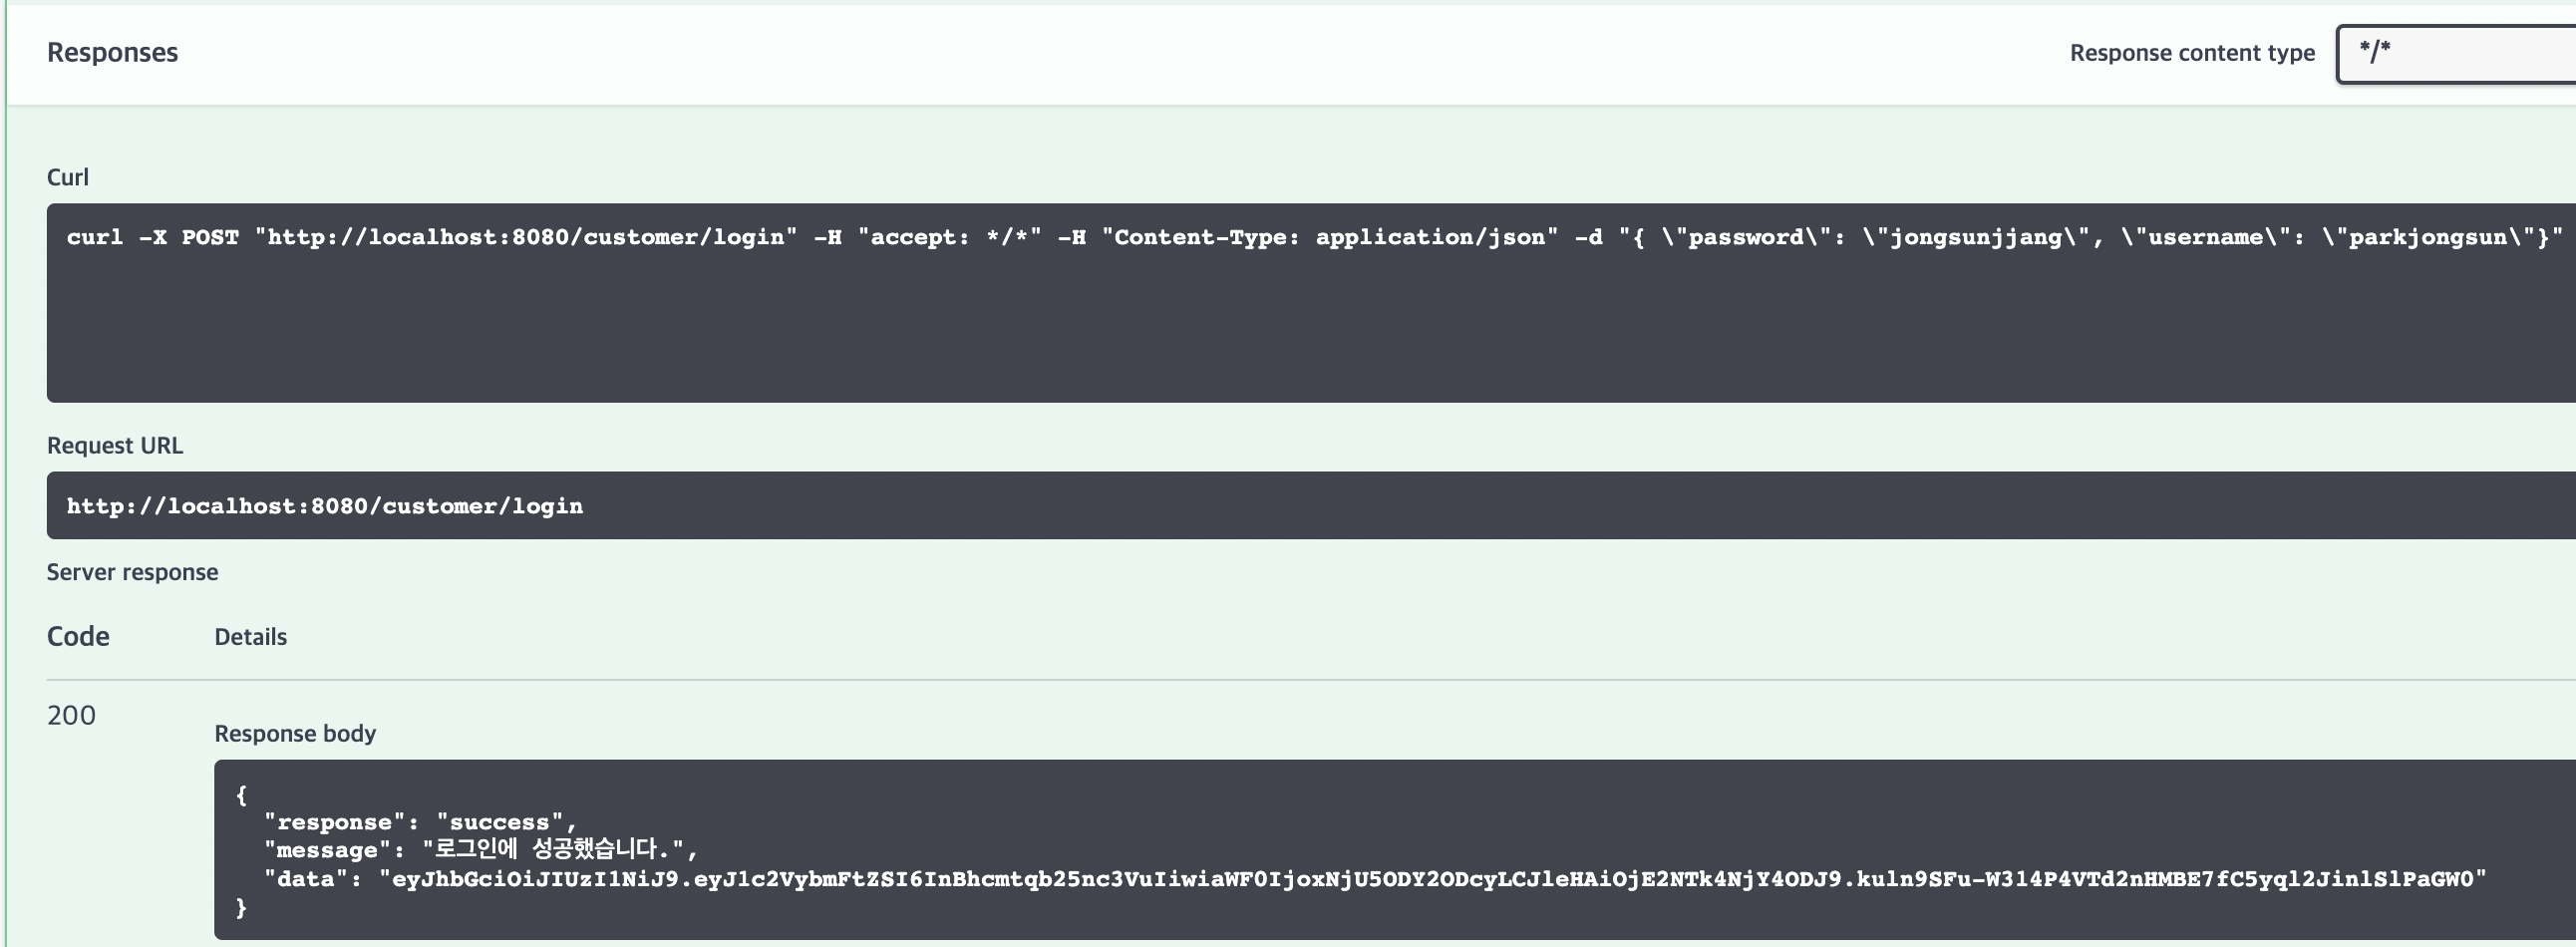 Responses
Response content type
*/*
Curl
curl -X POST "http://localhost:8080/customer/login" -H "accept: */*" -H "Content-Type: application/json" -d "{ \"password\": \"jongsunjjang\", \"username\": \"parkjongsun\"}"
Request URL
http://localhost:8080/customer/login
Server response
Code
Details
200
Response body
{
"response": "success",
"message": "로그인에 성공했습니다.",
"data": "eyJhbGciOiJIUzI1NiJ9.eyJ1c2VybmFtZSI6InBhcmtqb25nc3VuIiwiaWF0IjoxNjU5ODY2ODcyLCJleHAiOjE2NTk4NjY4ODJ9.kuln9SFu-W314P4VTd2nHMBE7fC5yql2JinlSlPaGW0"
}